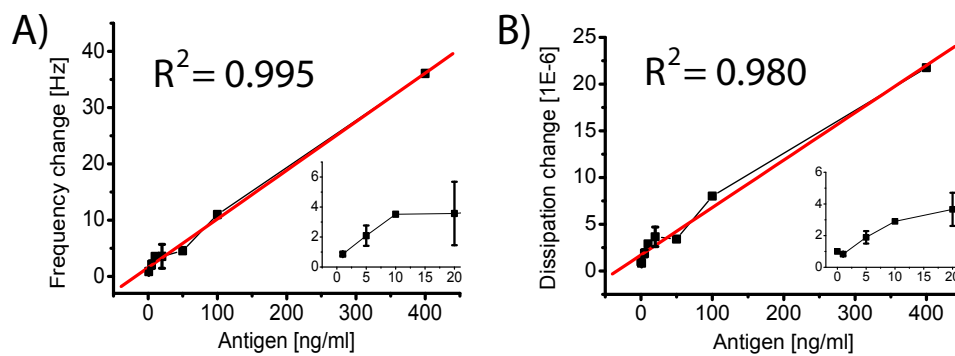 A)
R² = 0.995
Frequency change [Hz]
40
30
20
10
0
0 100 200 300 400
Antigen [ng/ml]
6
4
2
0
0 5 10 15 20
B)
R² = 0.980
Dissipation change [1E-6]
25
20
15
10
5
0
0 100 200 300 400
Antigen [ng/ml]
6
4
2
0
0 5 10 15 20